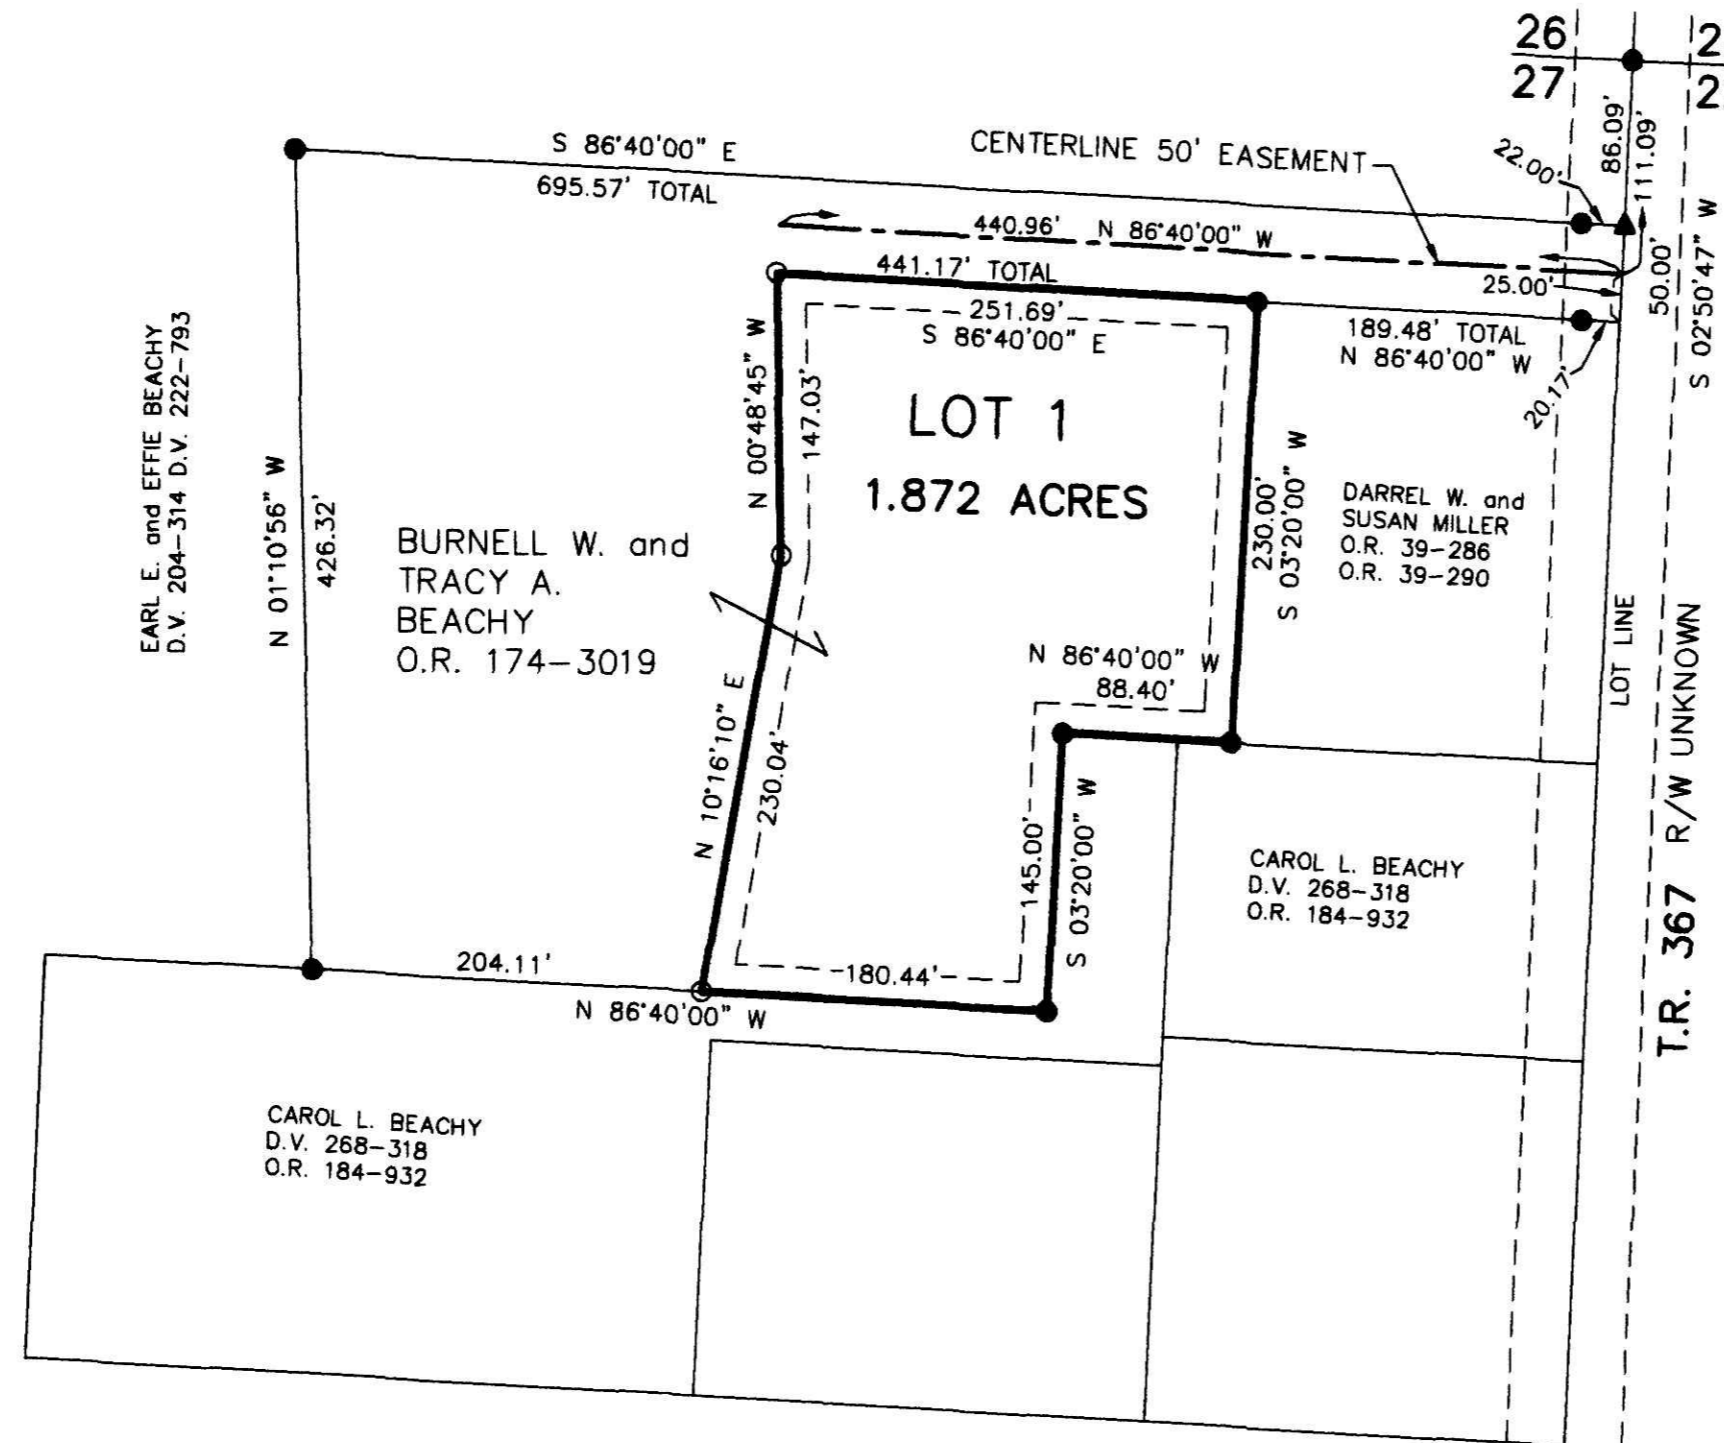 26
27
2
2
S 86°40'00" E
695.57' TOTAL
CENTERLINE 50' EASEMENT
22.00'
86.09'
111.09'
50.00'
S 02°50'47" W
440.96' N 86°40'00" W
441.17' TOTAL
25.00'
251.69'
S 86°40'00" E
189.48' TOTAL
N 86°40'00" W
20.17'
EARL E. and EFFIE BEACHY
D.V. 204-314 D.V. 222-793
N 01°10'56" W
426.32'
N 00°48'45" W
147.03'
LOT 1
1.872 ACRES
230.00'
S 03°20'00" W
DARREL W. and
SUSAN MILLER
O.R. 39-286
O.R. 39-290
BURNELL W. and
TRACY A.
BEACHY
O.R. 174-3019
LOT LINE
N 86°40'00" W
88.40'
N 10°16'10" E
230.04'
145.00'
S 03°20'00" W
T.R. 367 R/W UNKNOWN
CAROL L. BEACHY
D.V. 268-318
O.R. 184-932
204.11'
180.44'
N 86°40'00" W
CAROL L. BEACHY
D.V. 268-318
O.R. 184-932